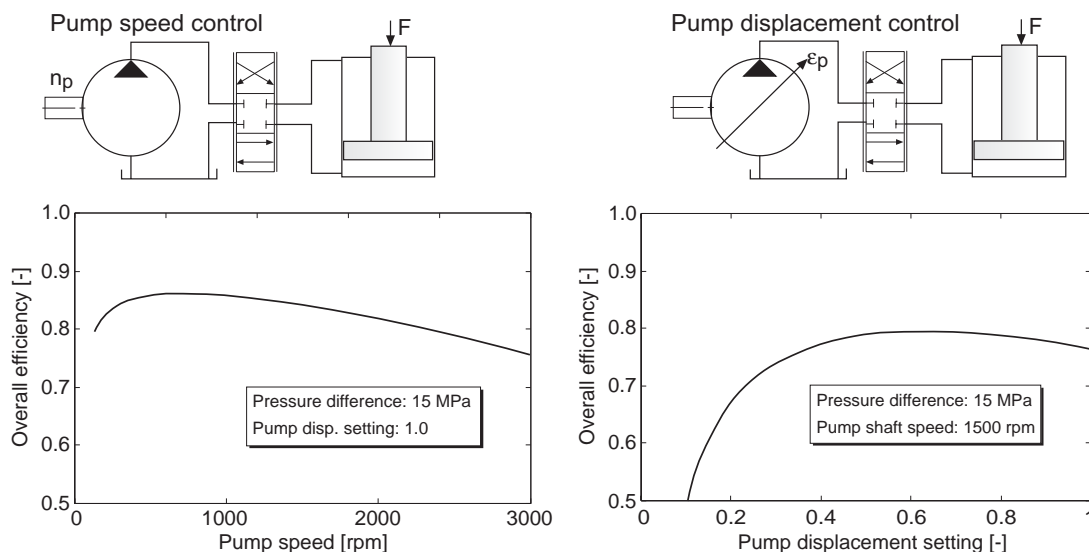 Pump speed control
F
np
1.0
0.9
0.8
0.7
0.6
0.5
Overall efficiency [-]
Pressure difference: 15 MPa
Pump disp. setting: 1.0
0
1000
2000
3000
Pump speed [rpm]
Pump displacement control
F
εp
1.0
0.9
0.8
0.7
0.6
0.5
Overall efficiency [-]
Pressure difference: 15 MPa
Pump shaft speed: 1500 rpm
0
0.2
0.4
0.6
0.8
Pump displacement setting [-]